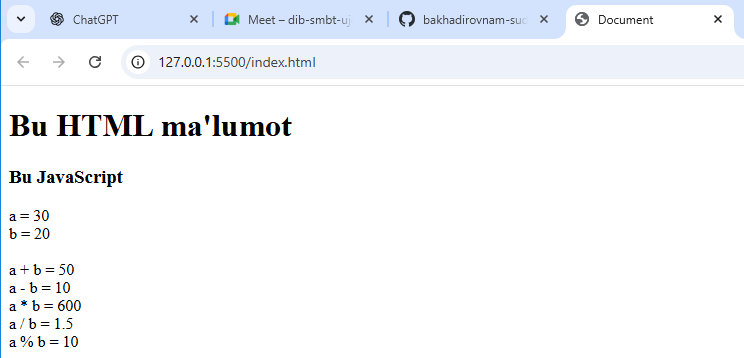 ChatGPT
Meet – dib-smbt-uj
bakhadirovnam-suc
Document
127.0.0.1:5500/index.html
Bu HTML ma'lumot
Bu JavaScript
a = 30
b = 20
a + b = 50
a - b = 10
a * b = 600
a / b = 1.5
a % b = 10